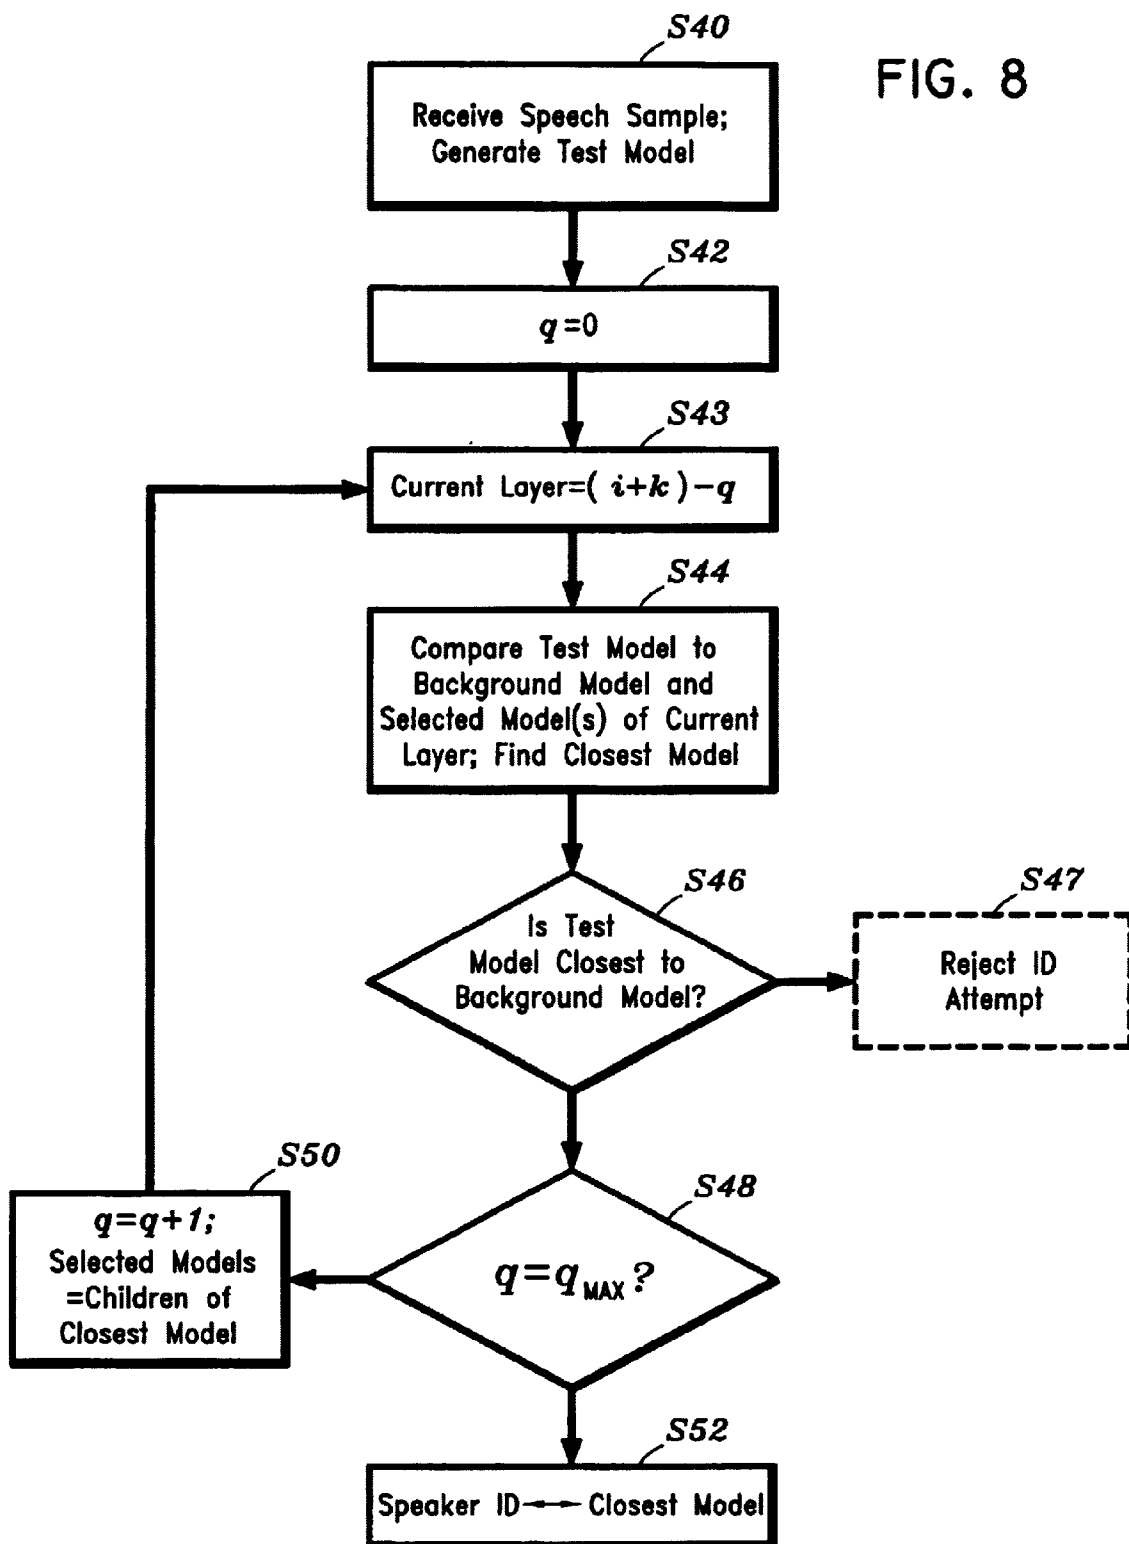 FIG. 8
S40
Receive Speech Sample;
Generate Test Model
S42
q=0
S43
Current Layer=( i+k )-q
S44
Compare Test Model to
Background Model and
Selected Model(s) of Current
Layer; Find Closest Model
S46
Is Test
Model Closest to
Background Model?
S47
Reject ID
Attempt
S48
q=qMAX?
S50
q=q+1;
Selected Models
=Children of
Closest Model
S52
Speaker ID ↔ Closest Model